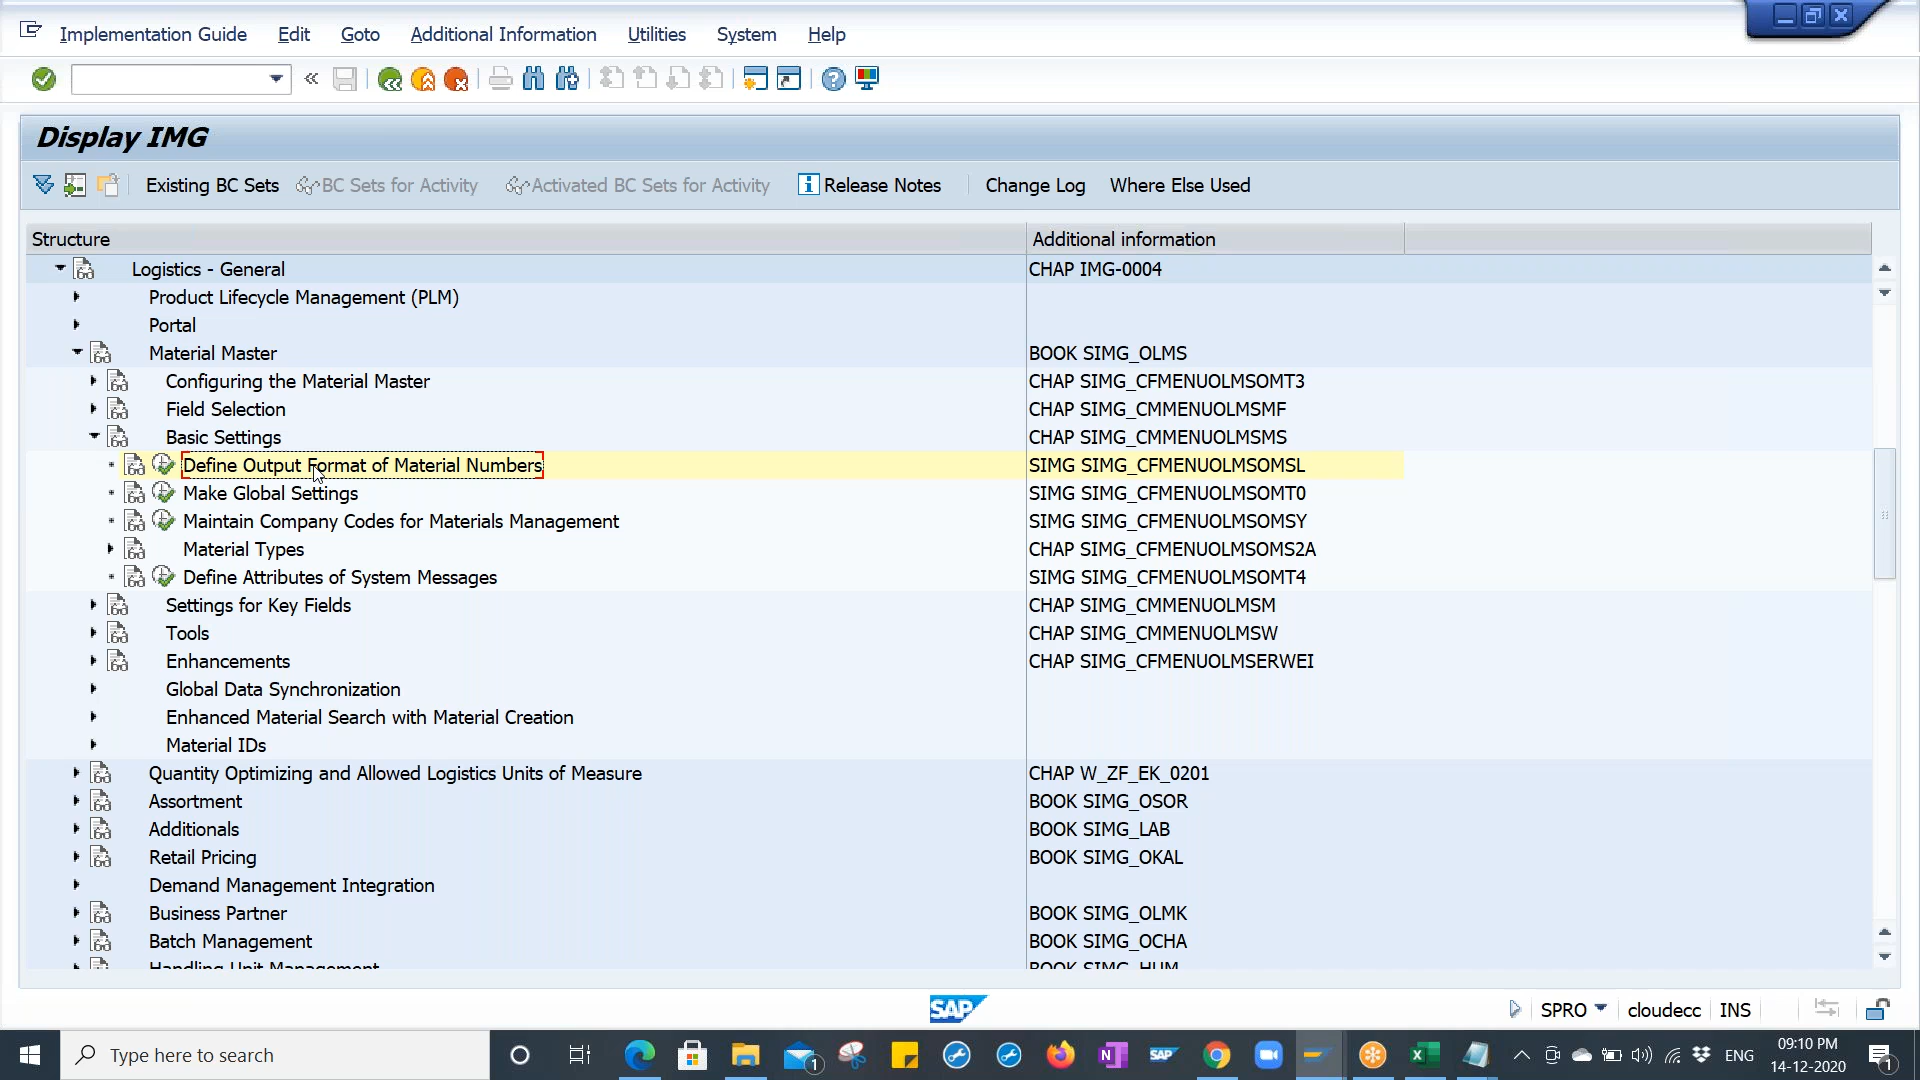 Implementation Guide Edit Goto Additional Information Utilities System Help
Display IMG
Existing BC Sets BC Sets for Activity Activated BC Sets for Activity Release Notes Change Log Where Else Used
Structure Additional information
Logistics - General CHAP IMG-0004
Product Lifecycle Management (PLM)
Portal
Material Master BOOK SIMG_OLMS
Configuring the Material Master CHAP SIMG_CFMENUOLMSOMT3
Field Selection CHAP SIMG_CMMENUOLMSMF
Basic Settings CHAP SIMG_CMMENUOLMSMS
Define Output Format of Material Numbers SIMG SIMG_CFMENUOLMSOMSL
Make Global Settings SIMG SIMG_CFMENUOLMSOMT0
Maintain Company Codes for Materials Management SIMG SIMG_CFMENUOLMSOMSY
Material Types CHAP SIMG_CFMENUOLMSOMS2A
Define Attributes of System Messages SIMG SIMG_CFMENUOLMSOMT4
Settings for Key Fields CHAP SIMG_CMMENUOLMSM
Tools CHAP SIMG_CMMENUOLMSW
Enhancements CHAP SIMG_CFMENUOLMSERWEI
Global Data Synchronization
Enhanced Material Search with Material Creation
Material IDs
Quantity Optimizing and Allowed Logistics Units of Measure CHAP W_ZF_EK_0201
Assortment BOOK SIMG_OSOR
Additionals BOOK SIMG_LAB
Retail Pricing BOOK SIMG_OKAL
Demand Management Integration
Business Partner BOOK SIMG_OLMK
Batch Management BOOK SIMG_OCHA
Handling Unit Management BOOK SIMG_HUM
SAP SPRO cloudecc INS
Type here to search 1 SAP ENG 09:10 PM
14-12-2020 1